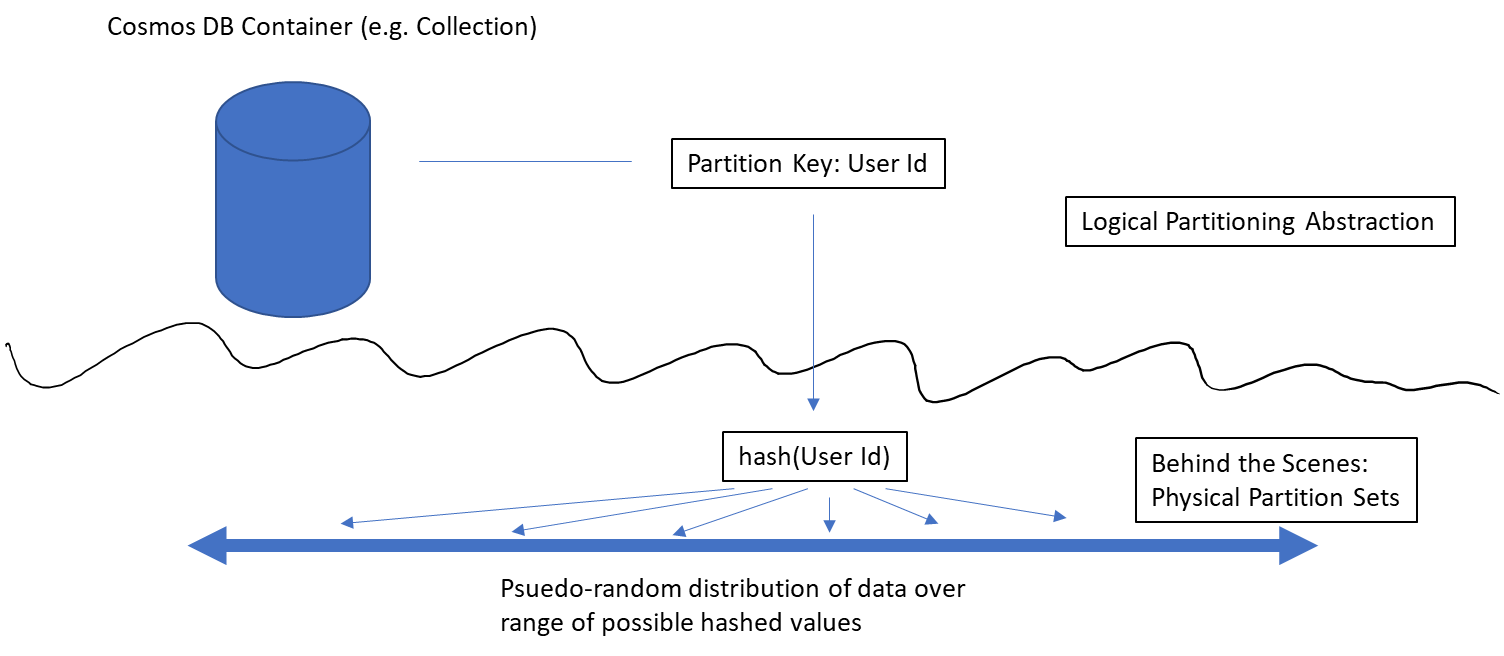 Cosmos DB Container (e.g. Collection)
Partition Key: User Id
Logical Partitioning Abstraction
hash(User Id)
Behind the Scenes:
Physical Partition Sets
Psuedo-random distribution of data over
range of possible hashed values